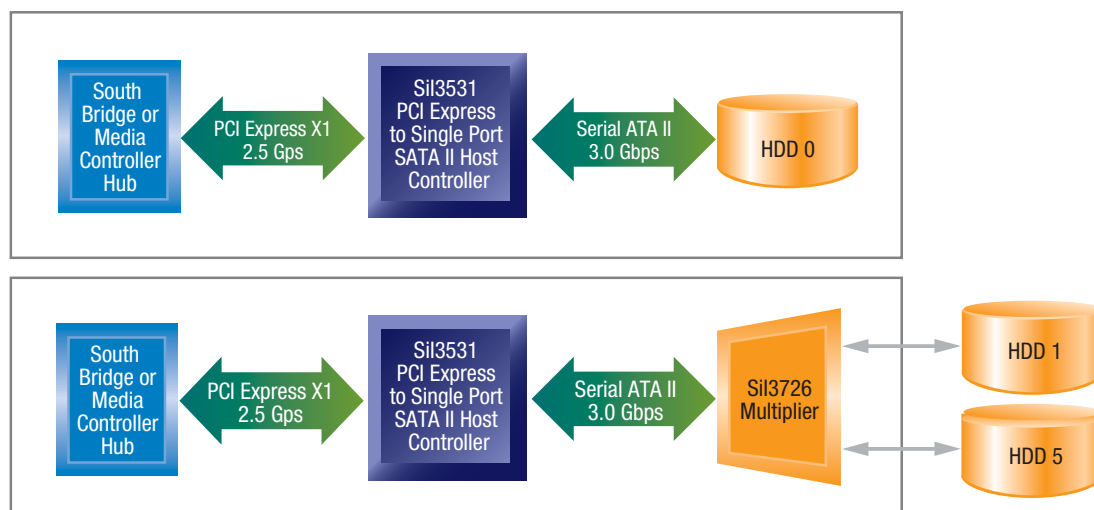 South
Bridge or
Media
Controller
Hub
PCI Express X1
2.5 Gps
SiI3531
PCI Express
to Single Port
SATA II Host
Controller
Serial ATA II
3.0 Gbps
HDD 0
South
Bridge or
Media
Controller
Hub
PCI Express X1
2.5 Gps
SiI3531
PCI Express
to Single Port
SATA II Host
Controller
Serial ATA II
3.0 Gbps
SiI3726
Multiplier
HDD 1
HDD 5